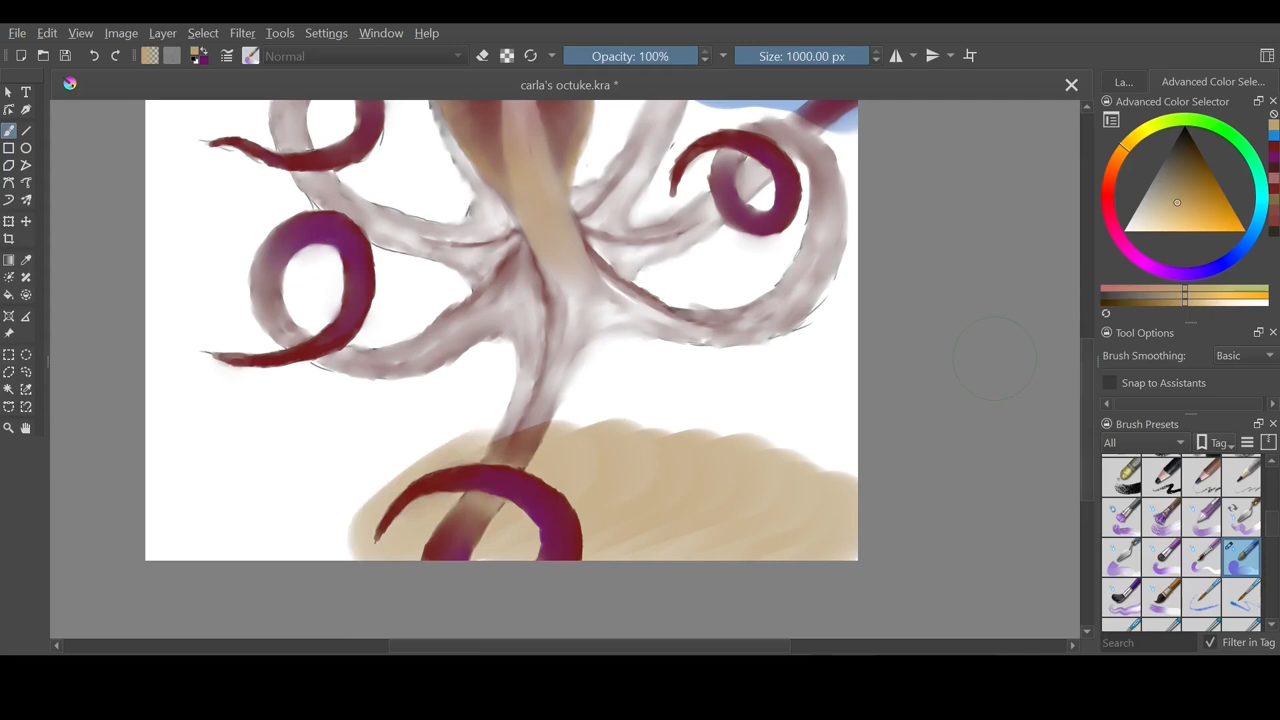 File Edit View Image Layer Select Filter Tools Settings Window Help
Normal Opacity: 100% Size: 1000.00 px
carla's octuke.kra *
La... Advanced Color Sele...
Advanced Color Selector
Tool Options
Brush Smoothing: Basic
Snap to Assistants
Brush Presets
All Tag
Search Filter in Tag